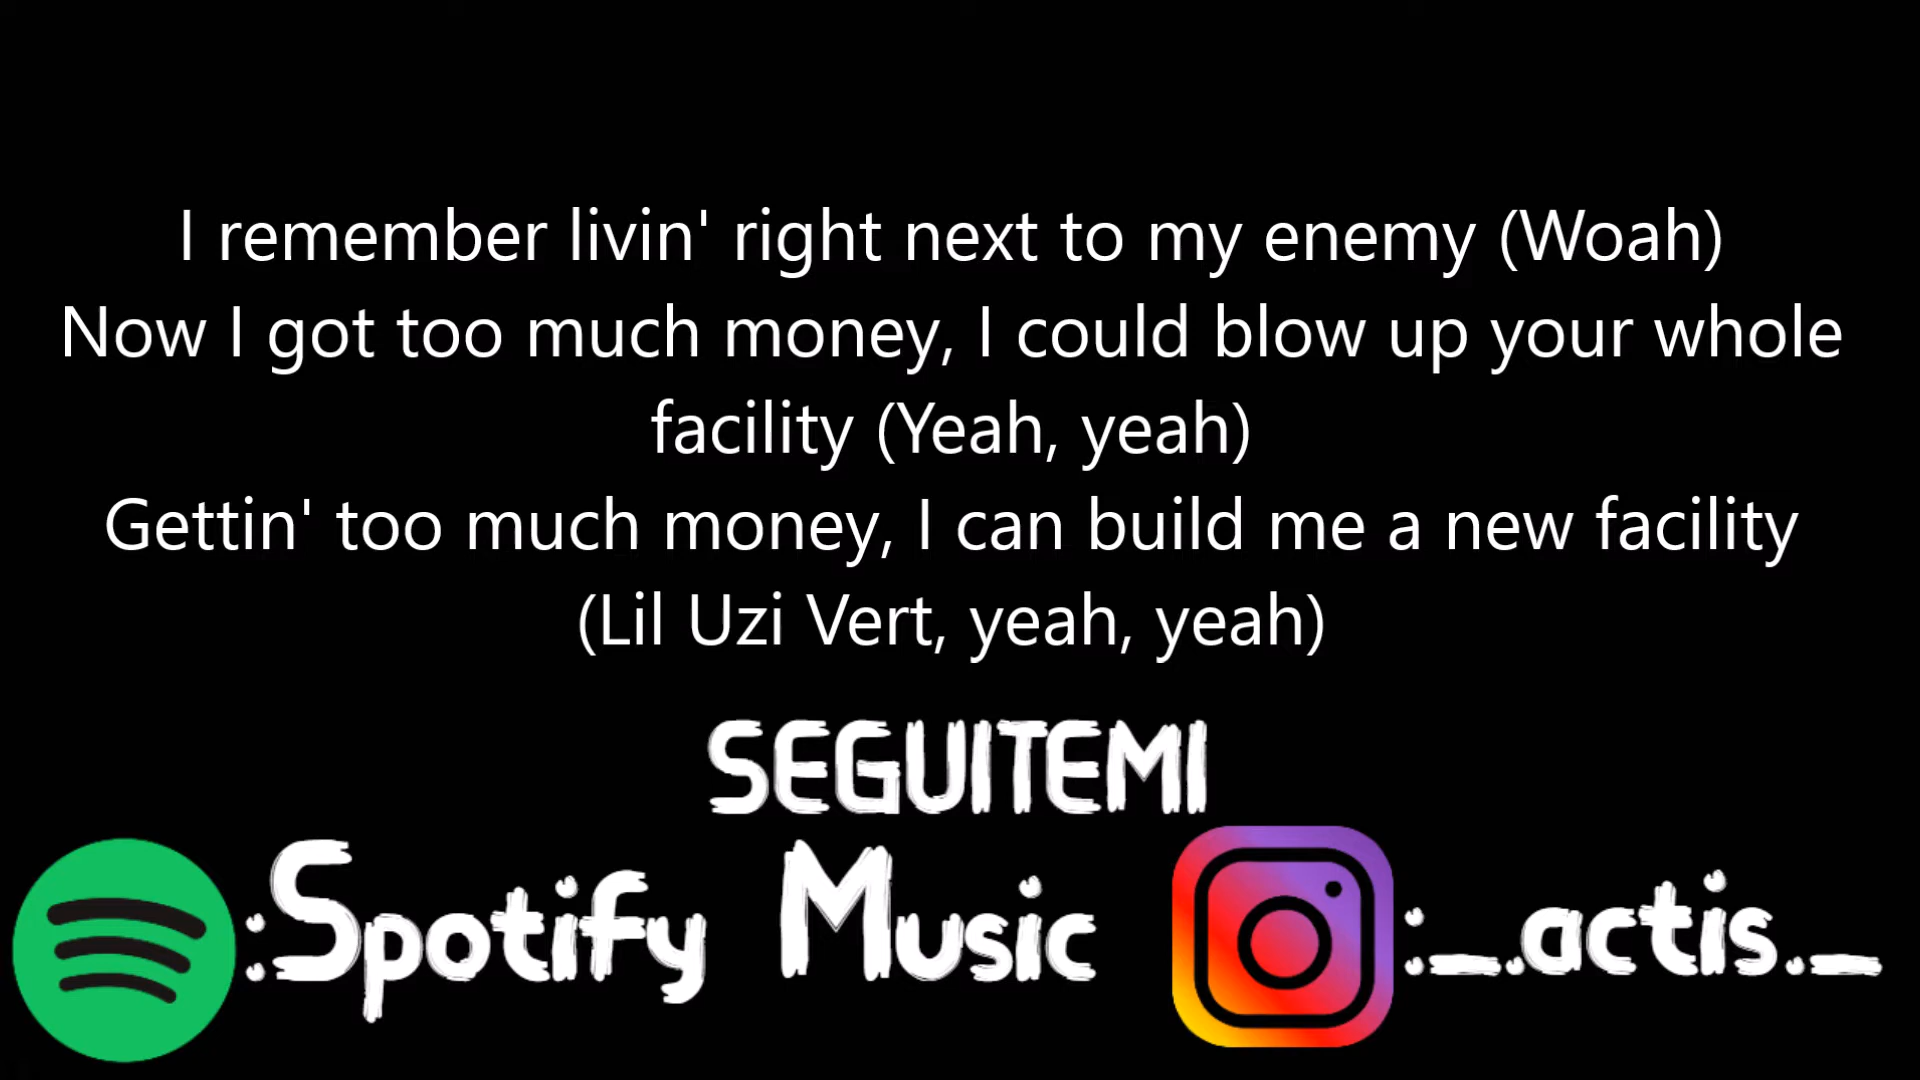 I remember livin' right next to my enemy (Woah)
Now I got too much money, I could blow up your whole
facility (Yeah, yeah)
Gettin' too much money, I can build me a new facility
(Lil Uzi Vert, yeah, yeah)
SEGUITEMI
:Spotify Music :_.actis._